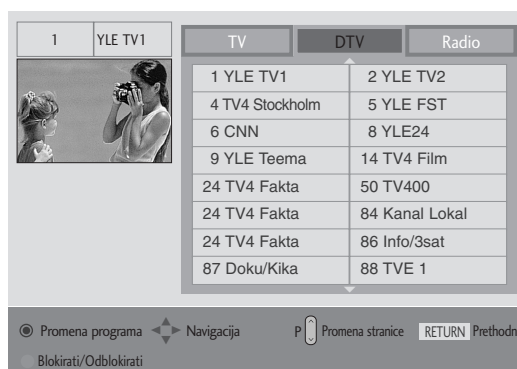 1 YLE TV1
TV DTV Radio
1 YLE TV1 2 YLE TV2
4 TV4 Stockholm 5 YLE FST
6 CNN 8 YLE24
9 YLE Teema 14 TV4 Film
24 TV4 Fakta 50 TV400
24 TV4 Fakta 84 Kanal Lokal
24 TV4 Fakta 86 Info/3sat
87 Doku/Kika 88 TVE 1
Promena programa Navigacija P Promena stranice RETURN Prethodn
Blokirati/Odblokirati